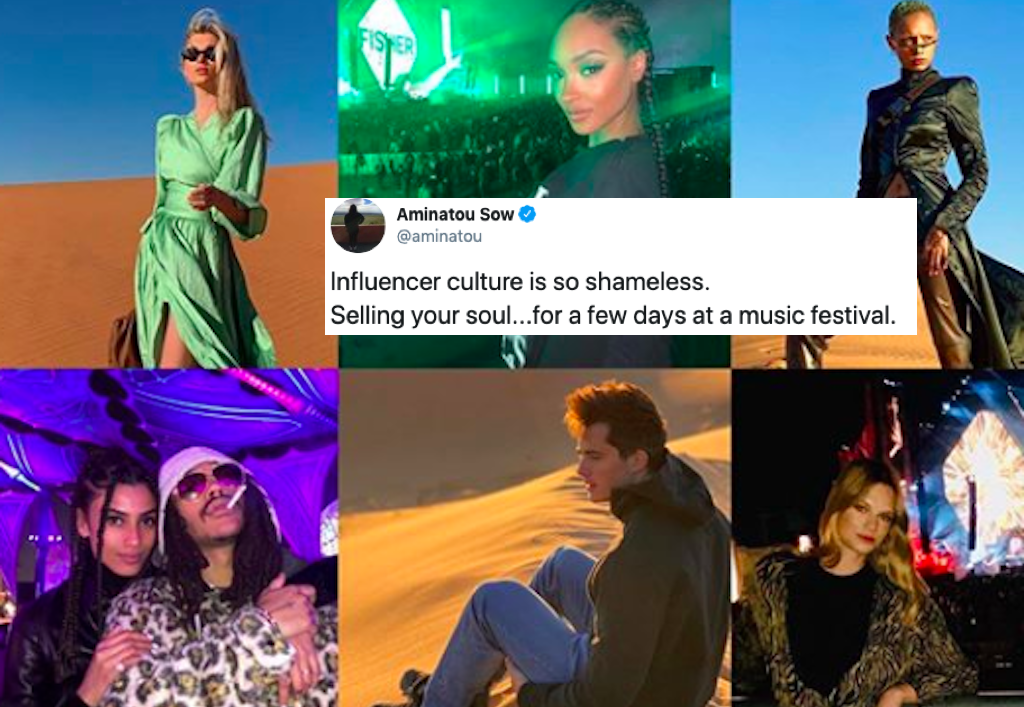 FISHER
Aminatou Sow
@aminatou
Influencer culture is so shameless.
Selling your soul...for a few days at a music festival.